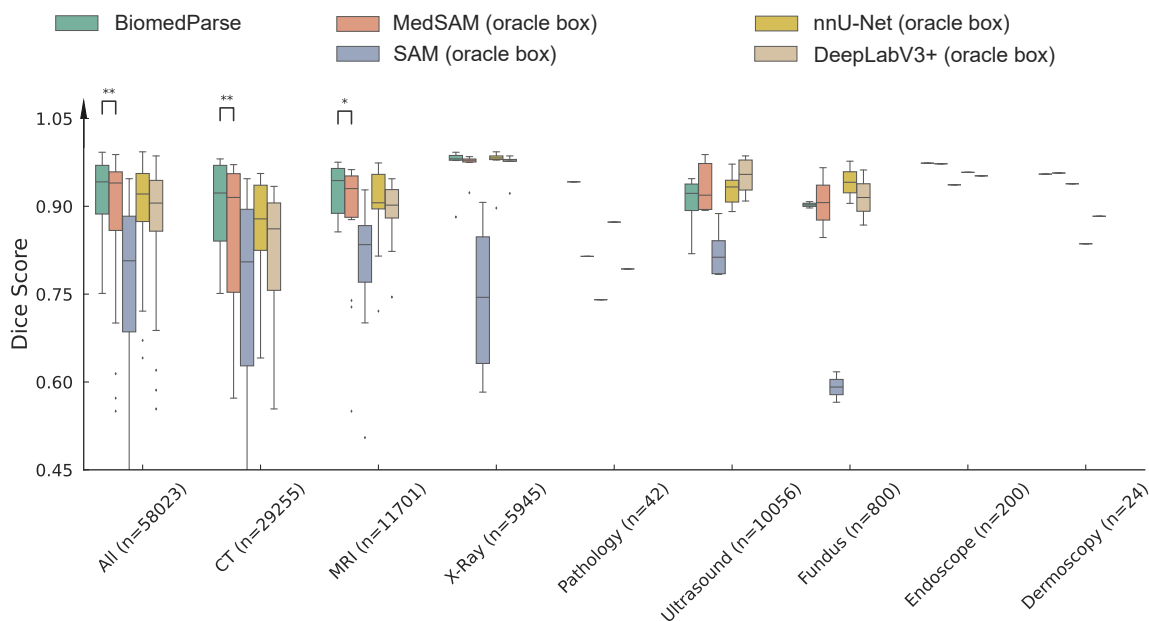 BiomedParse
MedSAM (oracle box)
nnU-Net (oracle box)
SAM (oracle box)
DeepLabV3+ (oracle box)
** ** *
1.05
0.90
0.75
0.60
0.45
Dice Score
All (n=58023)
CT (n=29255)
MRI (n=11701)
X-Ray (n=5945)
Pathology (n=42)
Ultrasound (n=10056)
Fundus (n=800)
Endoscope (n=200)
Dermoscopy (n=24)